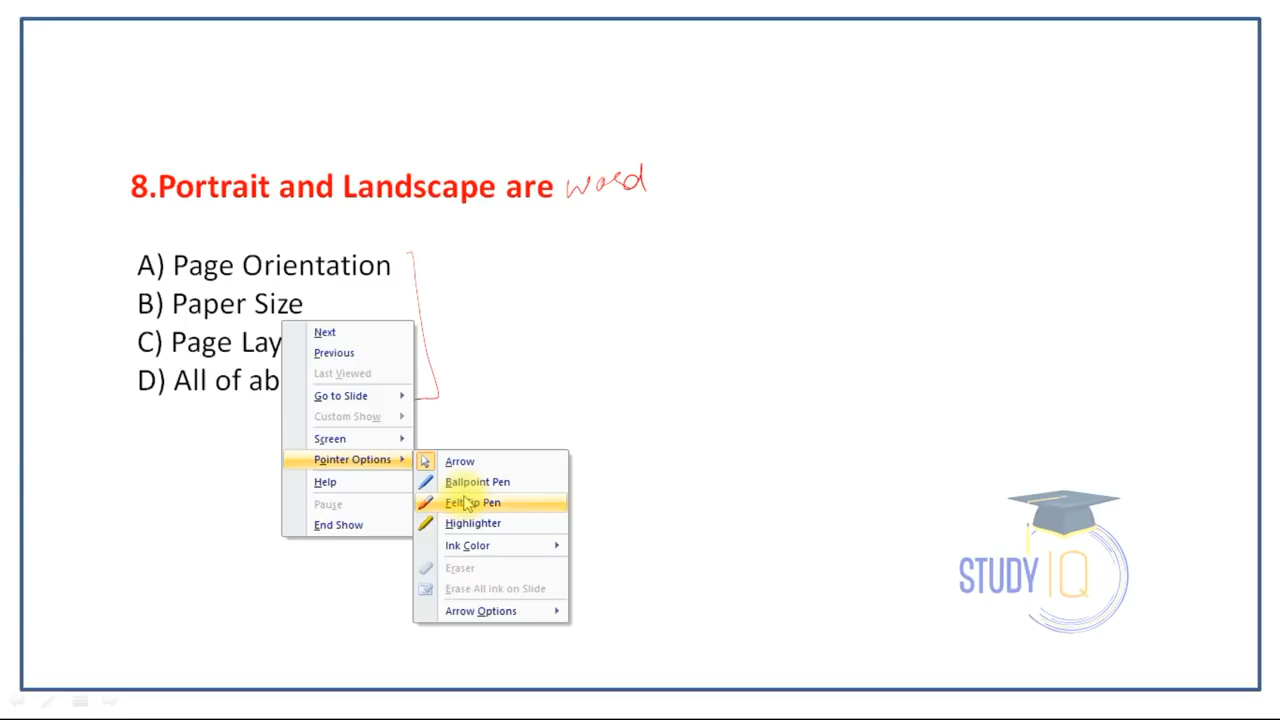 8.Portrait and Landscape are word
A) Page Orientation
B) Paper Size
C) Page Lay
D) All of ab
Next
Previous
Last Viewed
Go to Slide
Custom Show
Screen
Pointer Options
Help
Pause
End Show
Arrow
Ballpoint Pen
Felt Tip Pen
Highlighter
Ink Color
Eraser
Erase All Ink on Slide
Arrow Options
STUDY IQ